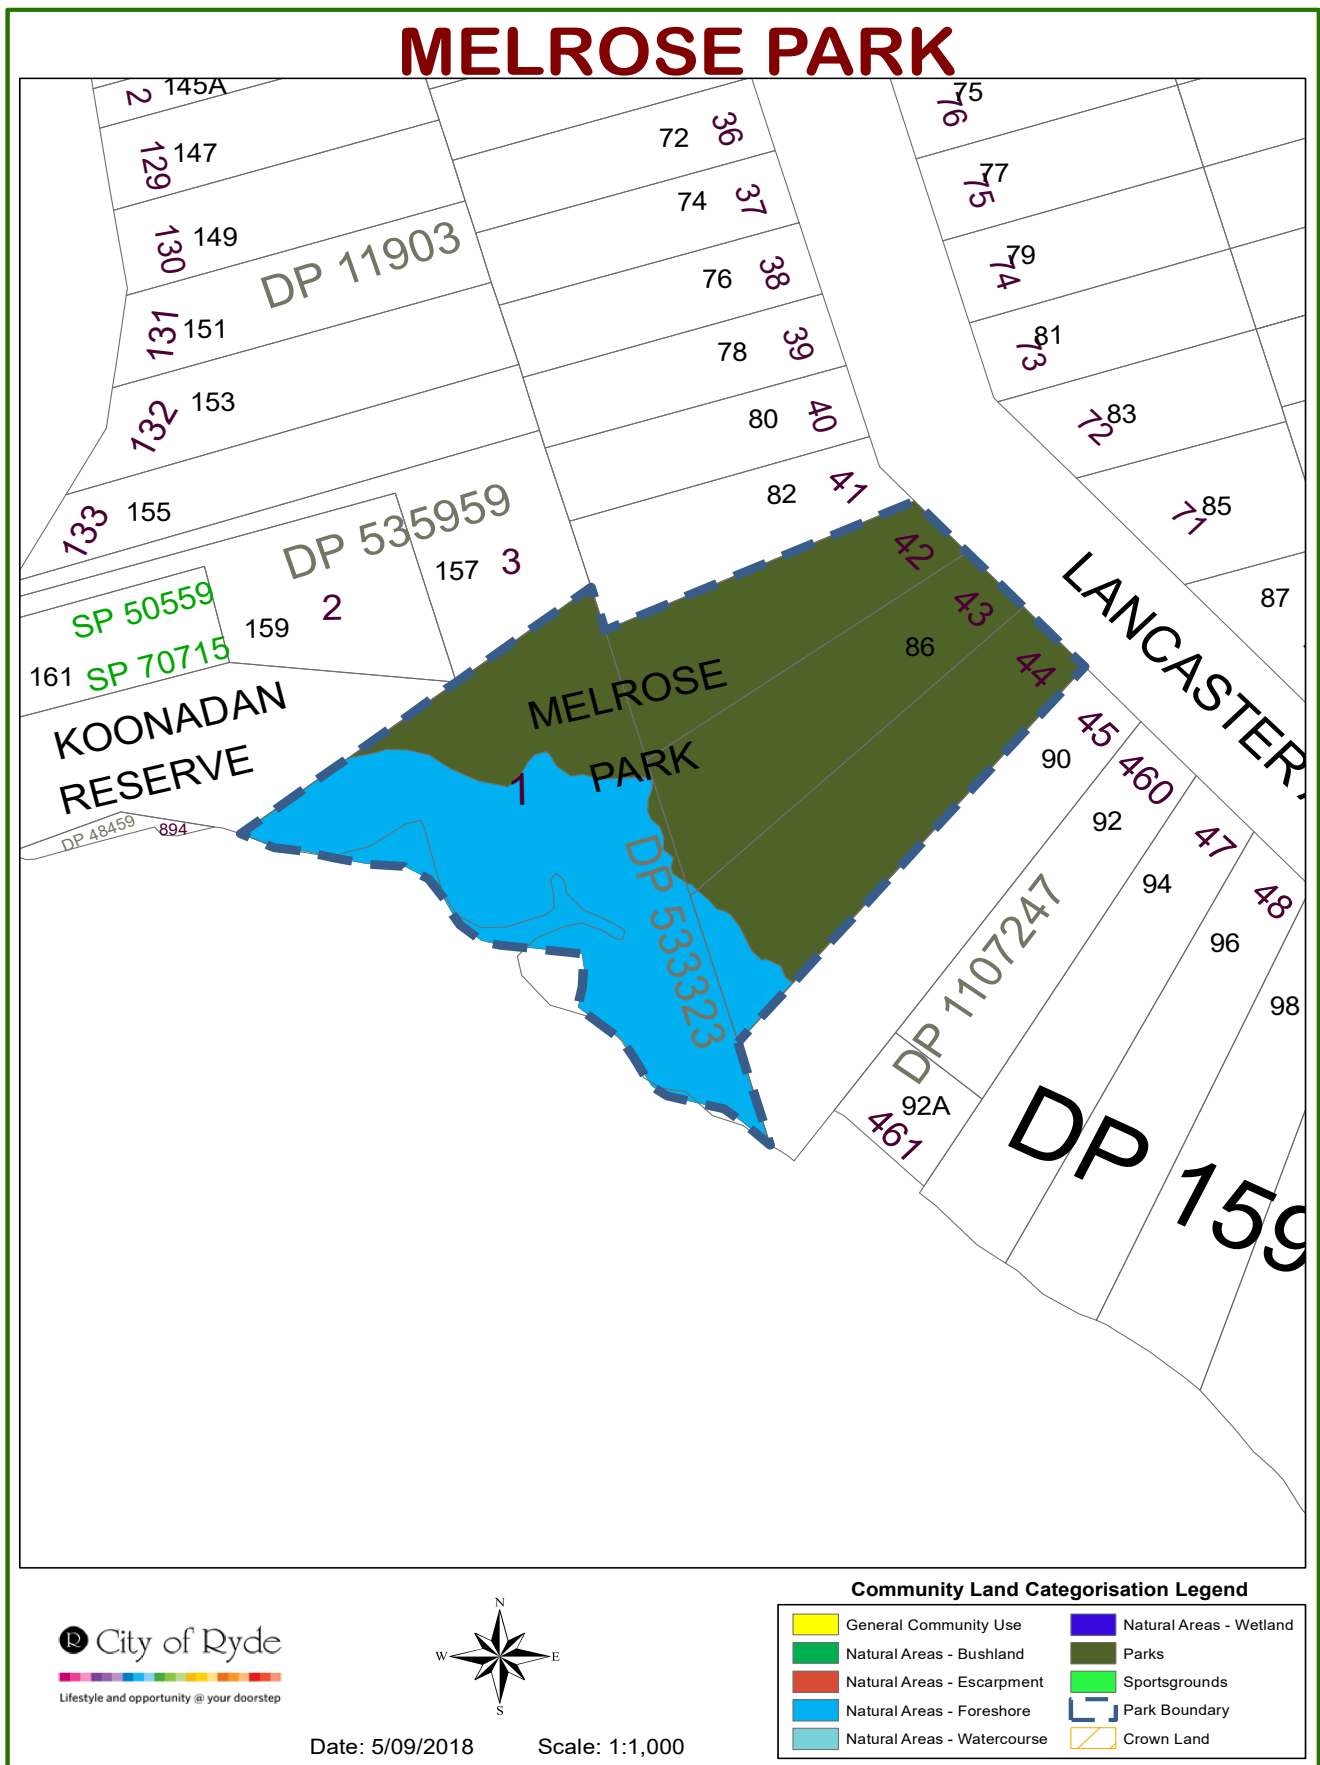 MELROSE PARK
2 145A
129 147
130 149
131 151
132 153
133 155
DP 11903
72 36
74 37
76 38
78 39
80 40
82 41
75
76
77
75
79
74
81
73
83
72
85
71
87
DP 535959
157 3
159 2
SP 50559
161 SP 70715
KOONADAN
RESERVE
DP 48459
894
42
43
86
44
MELROSE
PARK
1
DP 533323
LANCASTER
45
90
460
92
47
94
48
96
98
DP 1107247
92A
461
DP 159
City of Ryde
Lifestyle and opportunity @ your doorstep
N
W E
S
Date: 5/09/2018 Scale: 1:1,000
Community Land Categorisation Legend
General Community Use
Natural Areas - Bushland
Natural Areas - Escarpment
Natural Areas - Foreshore
Natural Areas - Watercourse
Natural Areas - Wetland
Parks
Sportsgrounds
Park Boundary
Crown Land